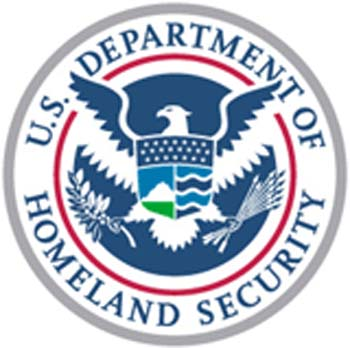 U.S. DEPARTMENT OF
HOMELAND SECURITY